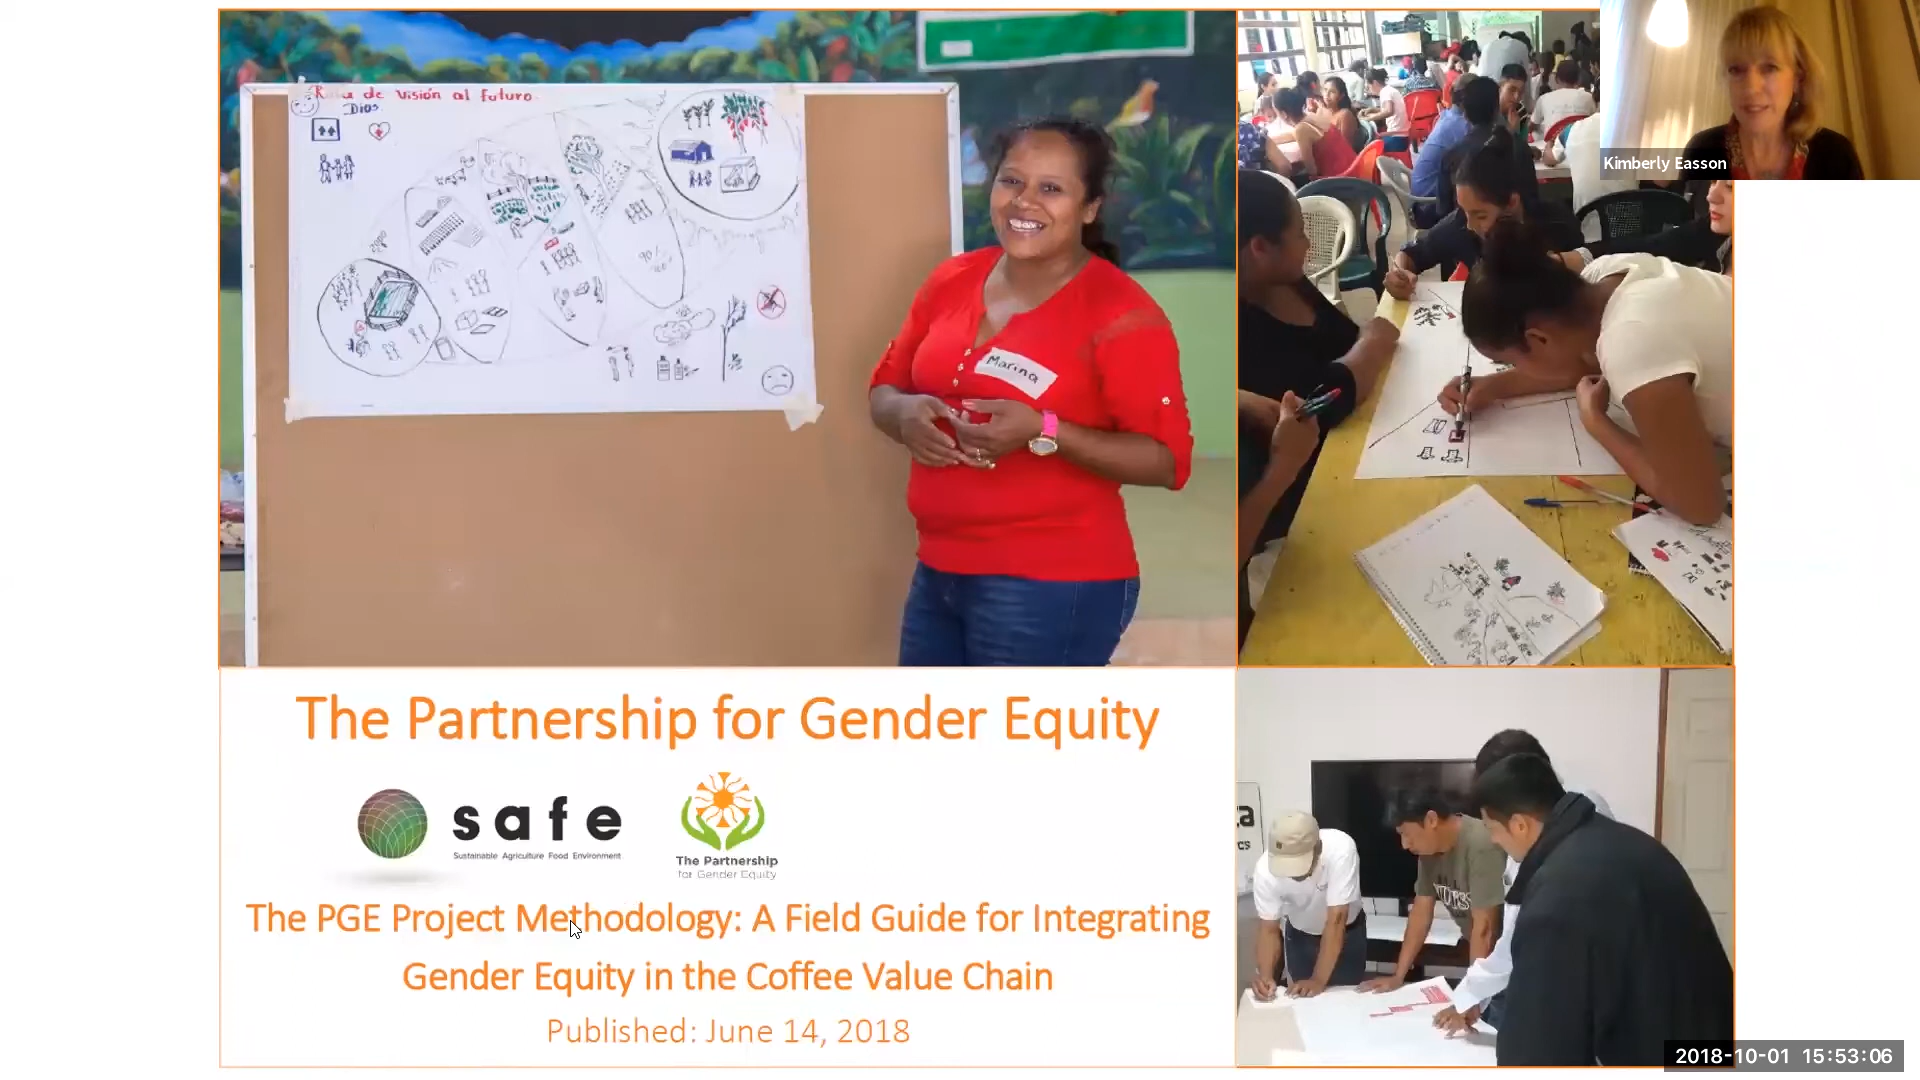 de visión al futuro
Dios
90%
Marina
Kimberly Easson
The Partnership for Gender Equity
safe
Sustainable Agriculture Food Environment
The Partnership
for Gender Equity
The PGE Project Methodology: A Field Guide for Integrating
Gender Equity in the Coffee Value Chain
Published: June 14, 2018
2018-10-01 15:53:06